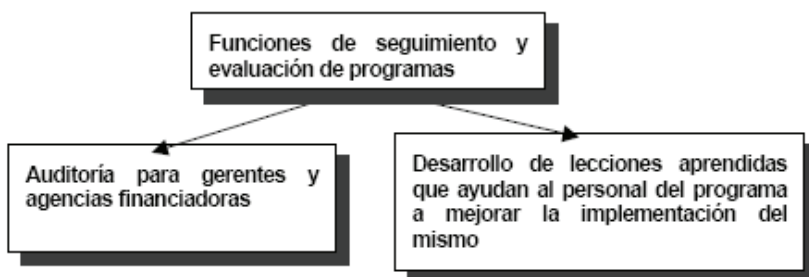 Funciones de seguimiento y
evaluación de programas
Auditoría para gerentes y
agencias financiadoras
Desarrollo de lecciones aprendidas
que ayudan al personal del programa
a mejorar la implementación del
mismo